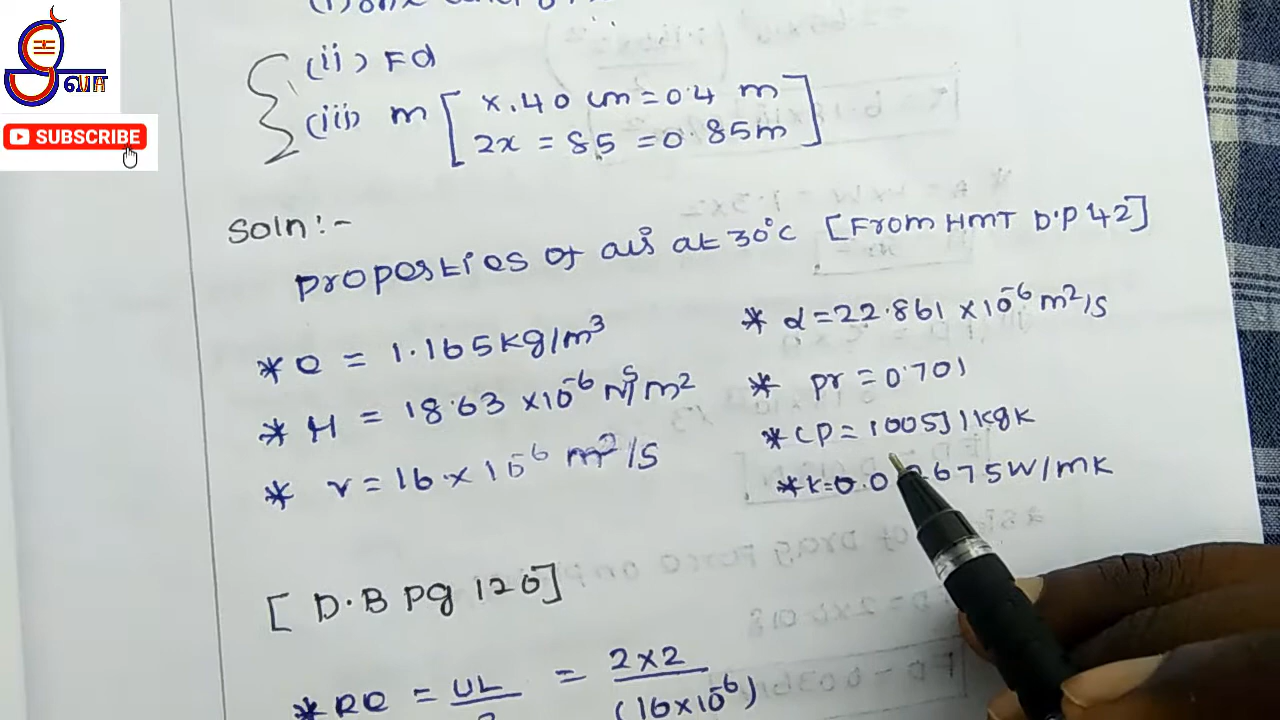 சிவா
SUBSCRIBE
(ii) Fd
(iii) m [ x. 40 cm = 0.4 m
2x = 85 = 0.85m ]
Soln:-
properties of air at 30°C [From HMT D.P 42]
* ρ = 1.165 kg/m³
* μ = 18.63 x 10⁻⁶ Ns/m²
* ν = 16. x 10⁻⁶ m²/s
* α = 22.861 x 10⁻⁶ m²/s
* pr = 0.701
* CP = 1005 J/kgK
* K = 0.02675 W/mK
[D.B pg 120]
* Re = UL = 2x2
(16x10⁻⁶)